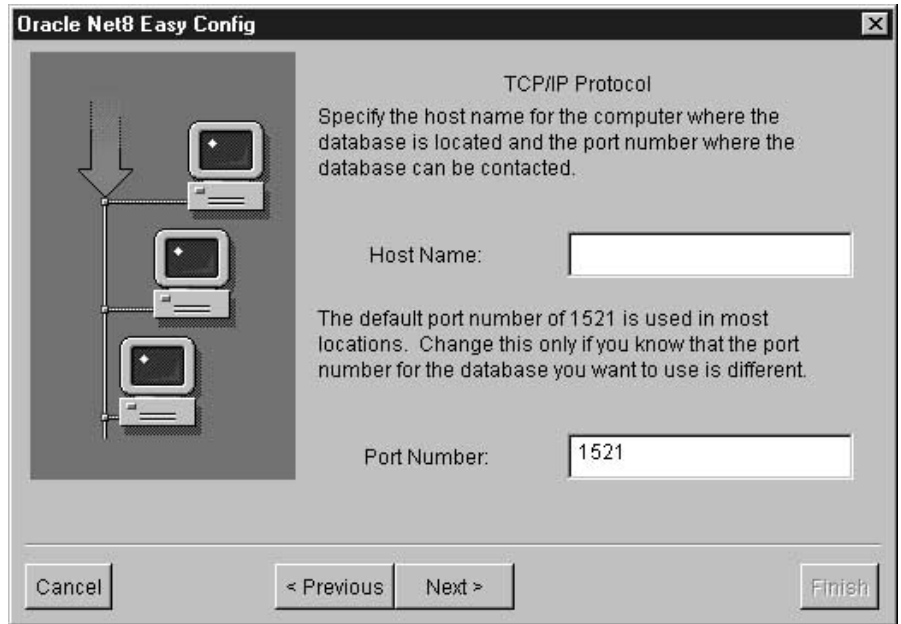 Oracle Net8 Easy Config
TCP/IP Protocol
Specify the host name for the computer where the
database is located and the port number where the
database can be contacted.
Host Name:
The default port number of 1521 is used in most
locations.  Change this only if you know that the port
number for the database you want to use is different.
Port Number:
1521
Cancel
< Previous
Next >
Finish